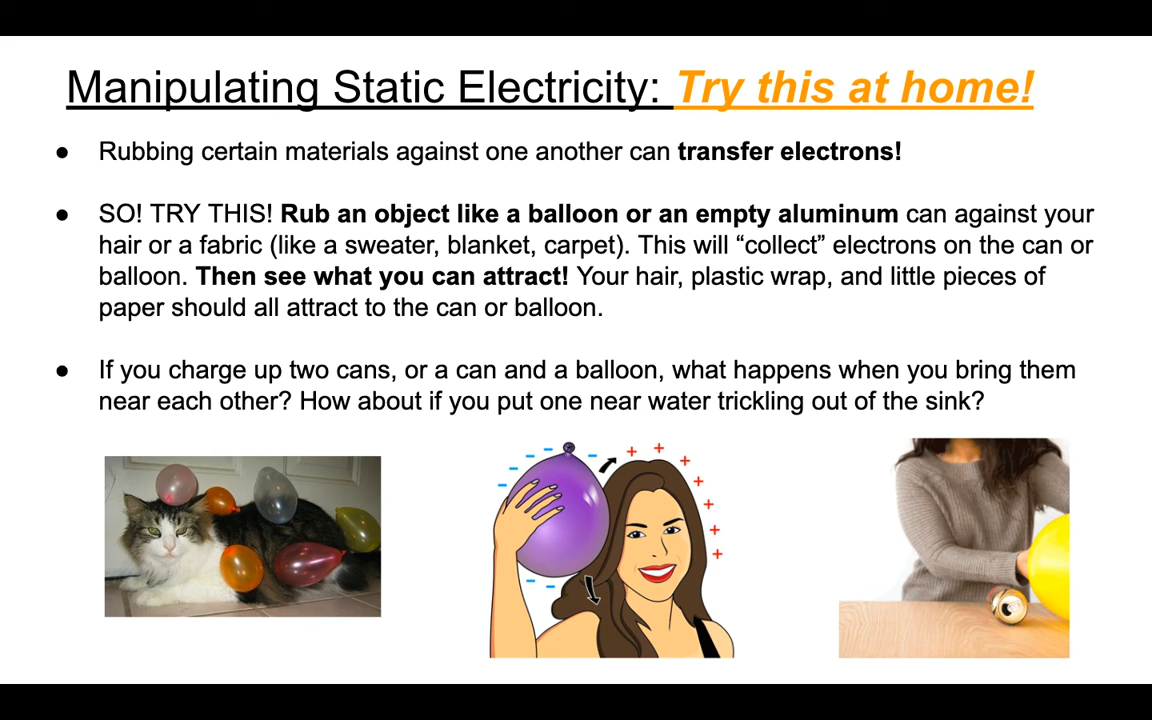 Manipulating Static Electricity: Try this at home!
● Rubbing certain materials against one another can transfer electrons!
● SO! TRY THIS! Rub an object like a balloon or an empty aluminum can against your
hair or a fabric (like a sweater, blanket, carpet). This will “collect” electrons on the can or
balloon. Then see what you can attract! Your hair, plastic wrap, and little pieces of
paper should all attract to the can or balloon.
● If you charge up two cans, or a can and a balloon, what happens when you bring them
near each other? How about if you put one near water trickling out of the sink?